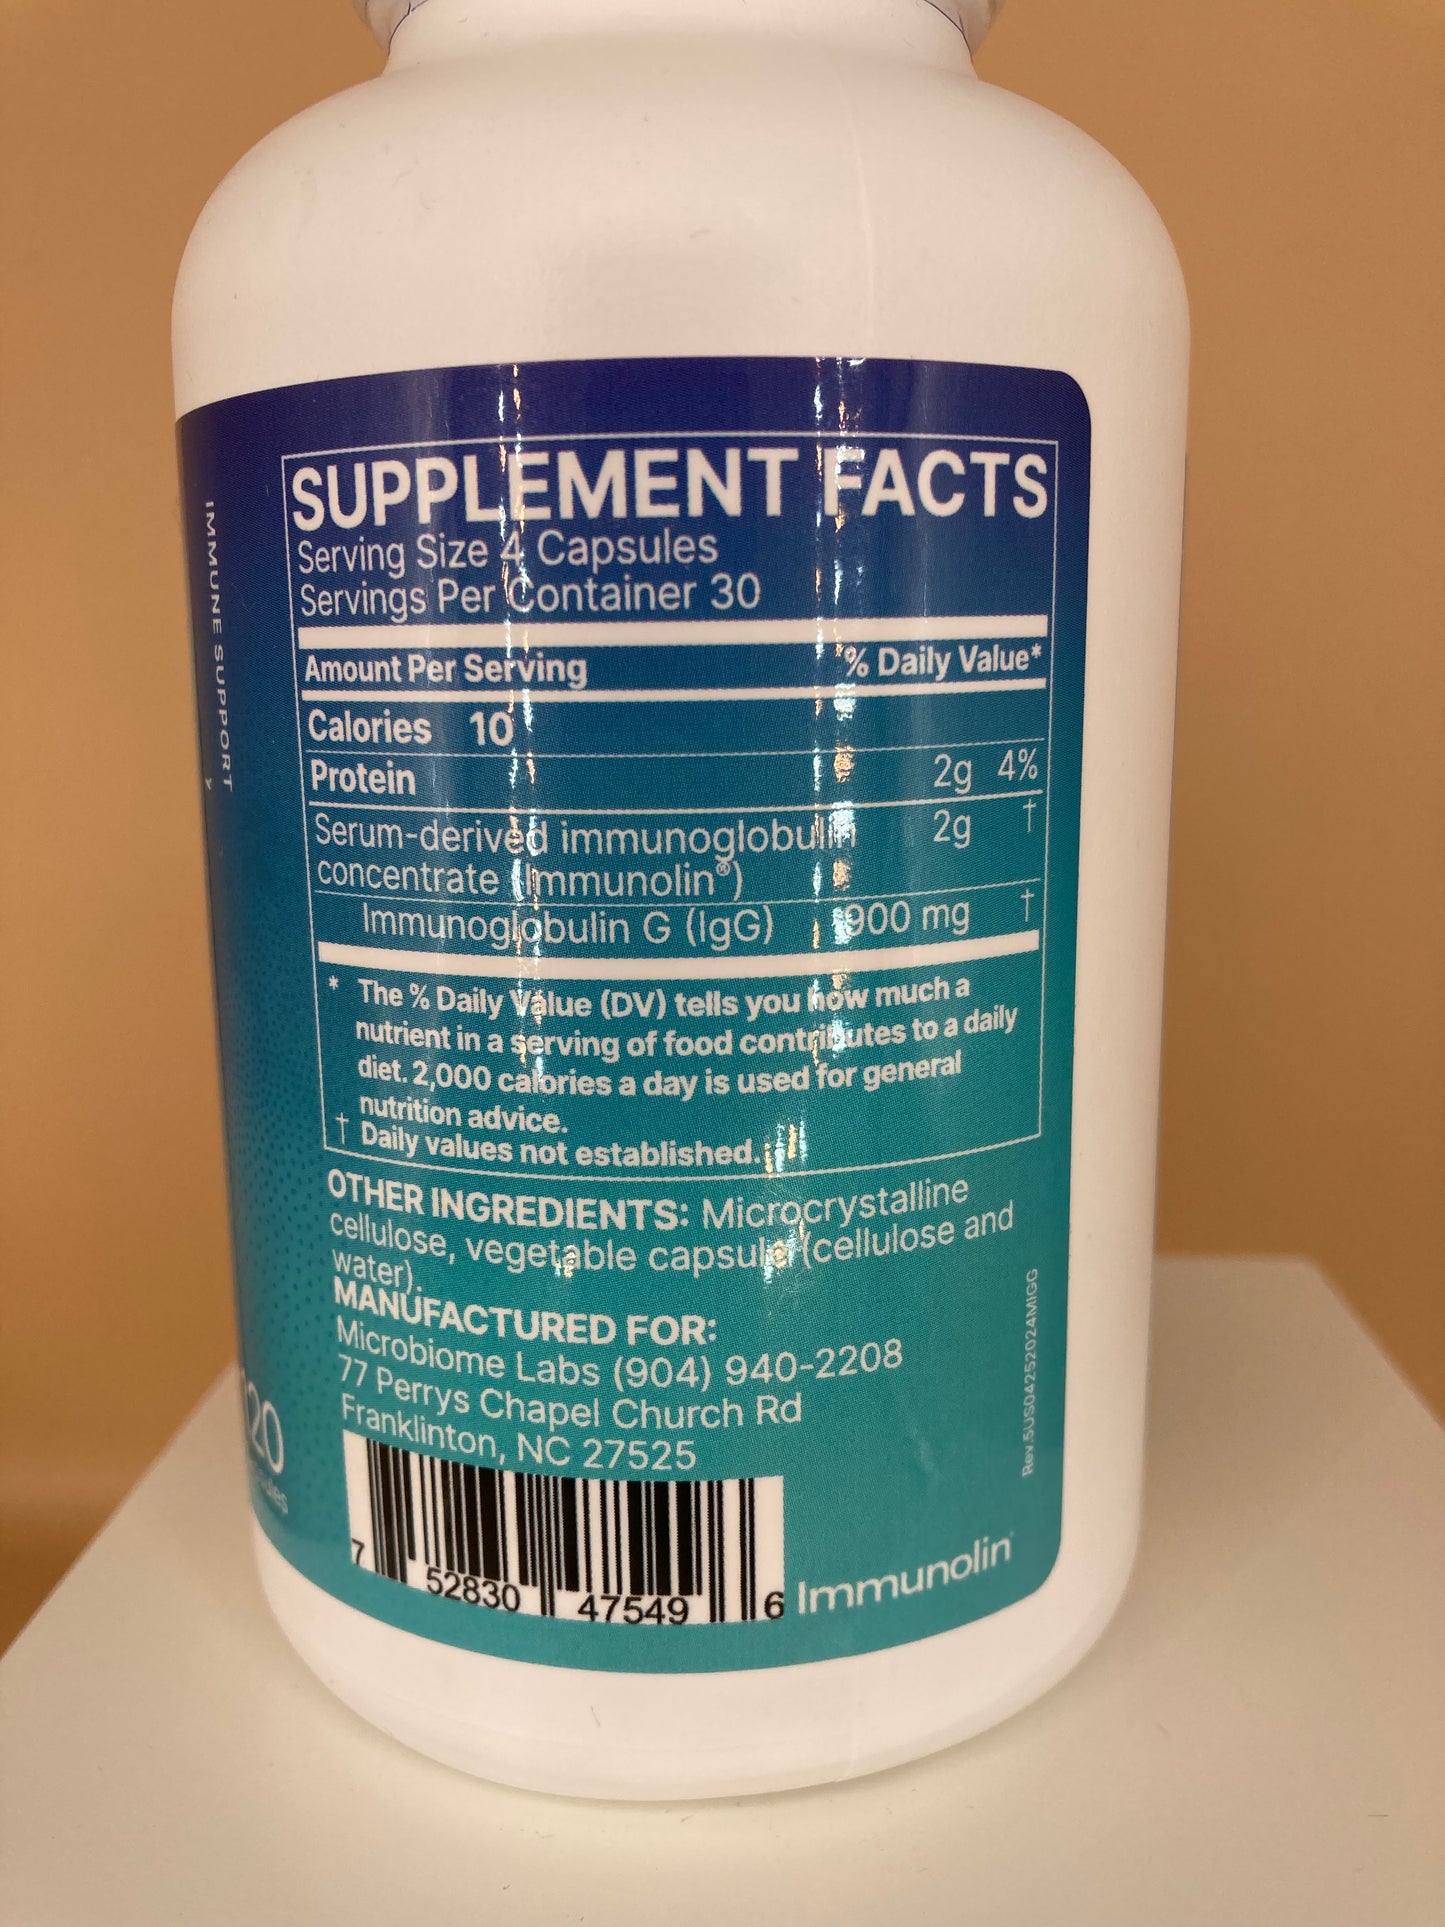 IMMUNE SUPPORT
SUPPLEMENT FACTS
Serving Size 4 Capsules
Servings Per Container 30
Amount Per Serving % Daily Value*
Calories 10
Protein 2g 4%
Serum-derived immunoglobulin 2g †
concentrate (Immunolin®)
Immunoglobulin G (IgG) 900 mg †
* The % Daily Value (DV) tells you how much a
nutrient in a serving of food contributes to a daily
diet. 2,000 calories a day is used for general
nutrition advice.
† Daily values not established.
OTHER INGREDIENTS: Microcrystalline
cellulose, vegetable capsule (cellulose and
water).
MANUFACTURED FOR:
Microbiome Labs (904) 940-2208
77 Perrys Chapel Church Rd
Franklinton, NC 27525
Rev.5US04252024MIGG
120
7 52830 47549 6
Immunolin